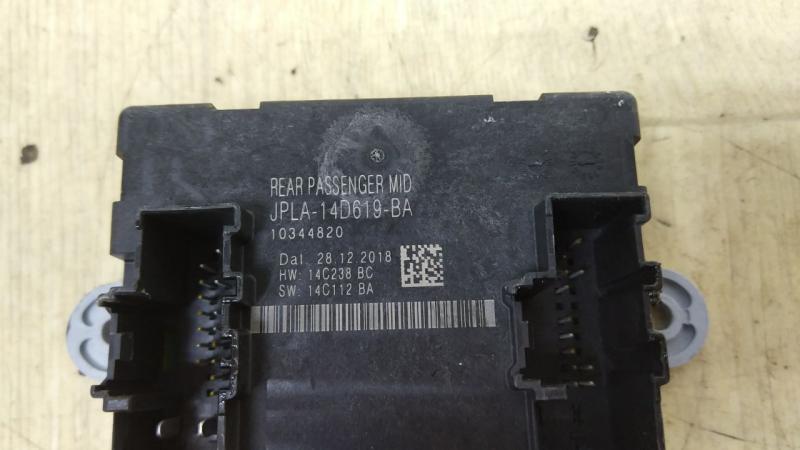 REAR PASSENGER MID
JPLA-14D619-BA
10344820
Dat. 28.12.2018
HW: 14C238 BC
SW: 14C112 BA